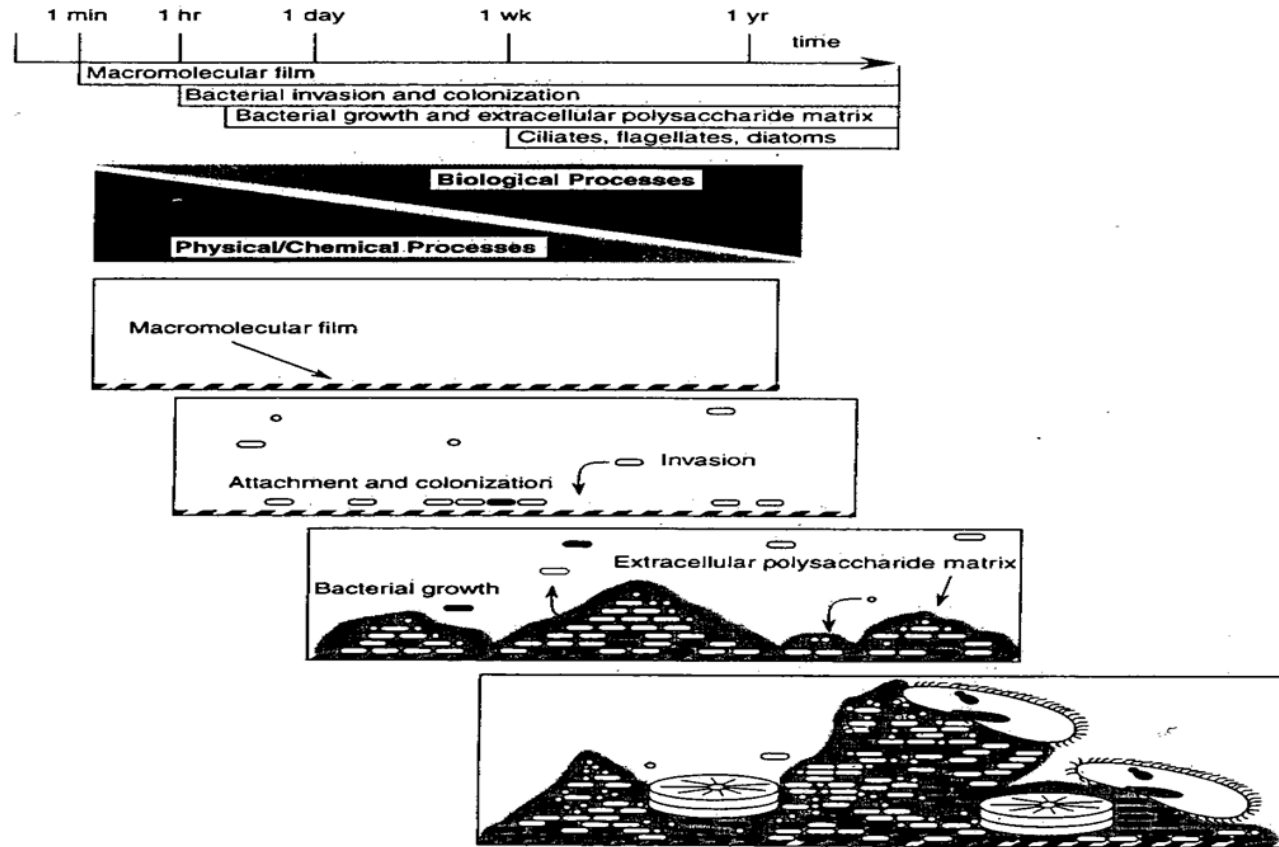 1 min 1 hr 1 day 1 wk 1 yr
time
Macromolecular film
Bacterial invasion and colonization
Bacterial growth and extracellular polysaccharide matrix
Ciliates, flagellates, diatoms
Biological Processes
Physical/Chemical Processes
Macromolecular film
Invasion
Attachment and colonization
Extracellular polysaccharide matrix
Bacterial growth